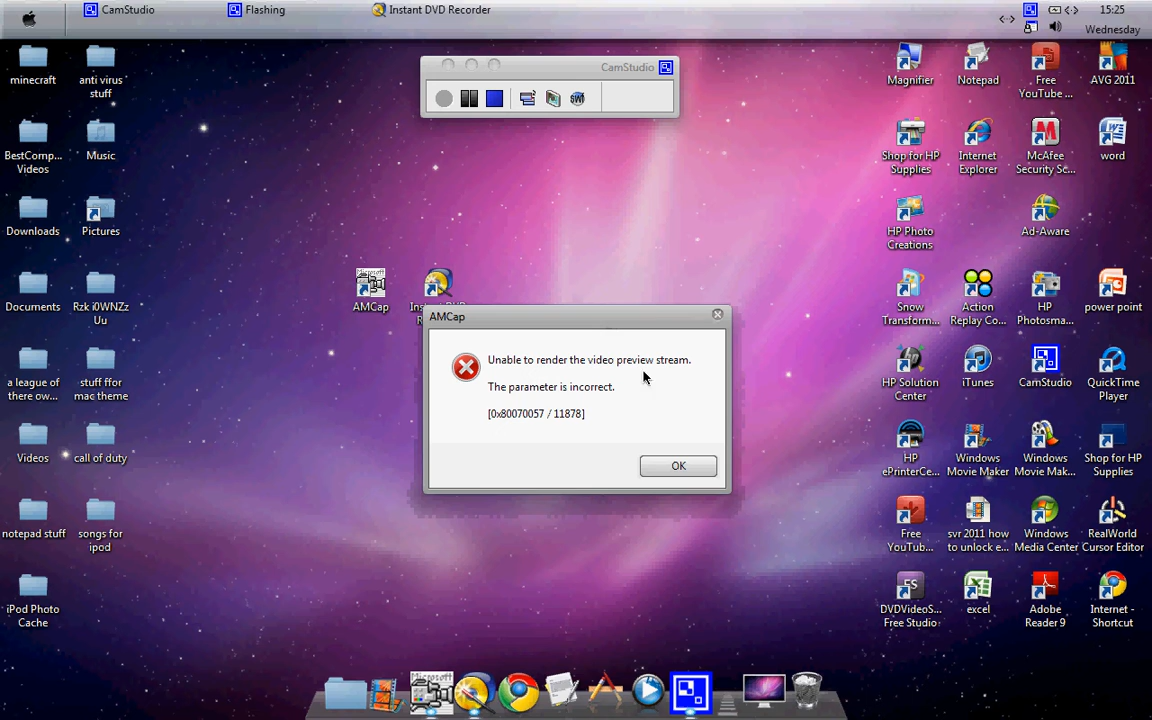 CamStudio
Flashing
Instant DVD Recorder
15:25
Wednesday
minecraft
anti virus
stuff
CamStudio
SWF
Magnifier
Notepad
Free
YouTube ...
AVG 2011
BestComp...
Videos
Music
Shop for HP
Supplies
Internet
Explorer
McAfee
Security Sc...
word
Downloads
Pictures
HP Photo
Creations
Ad-Aware
Microsoft
Documents
Rzk i0WNZz
Uu
AMCap
Snow
Transform...
Action
Replay Co...
HP
Photosma...
power point
AMCap
Unable to render the video preview stream.
The parameter is incorrect.
[0x80070057 / 11878]
OK
a league of
there ow...
stuff ffor
mac theme
HP Solution
Center
iTunes
CamStudio
QuickTime
Player
Videos
call of duty
HP
ePrinterCe...
Windows
Movie Maker
Windows
Movie Mak...
Shop for HP
Supplies
notepad stuff
songs for
ipod
Free
YouTub...
svr 2011 how
to unlock e...
Windows
Media Center
RealWorld
Cursor Editor
iPod Photo
Cache
FS
DVDVideoS...
Free Studio
excel
Adobe
Reader 9
Internet -
Shortcut
Microsoft